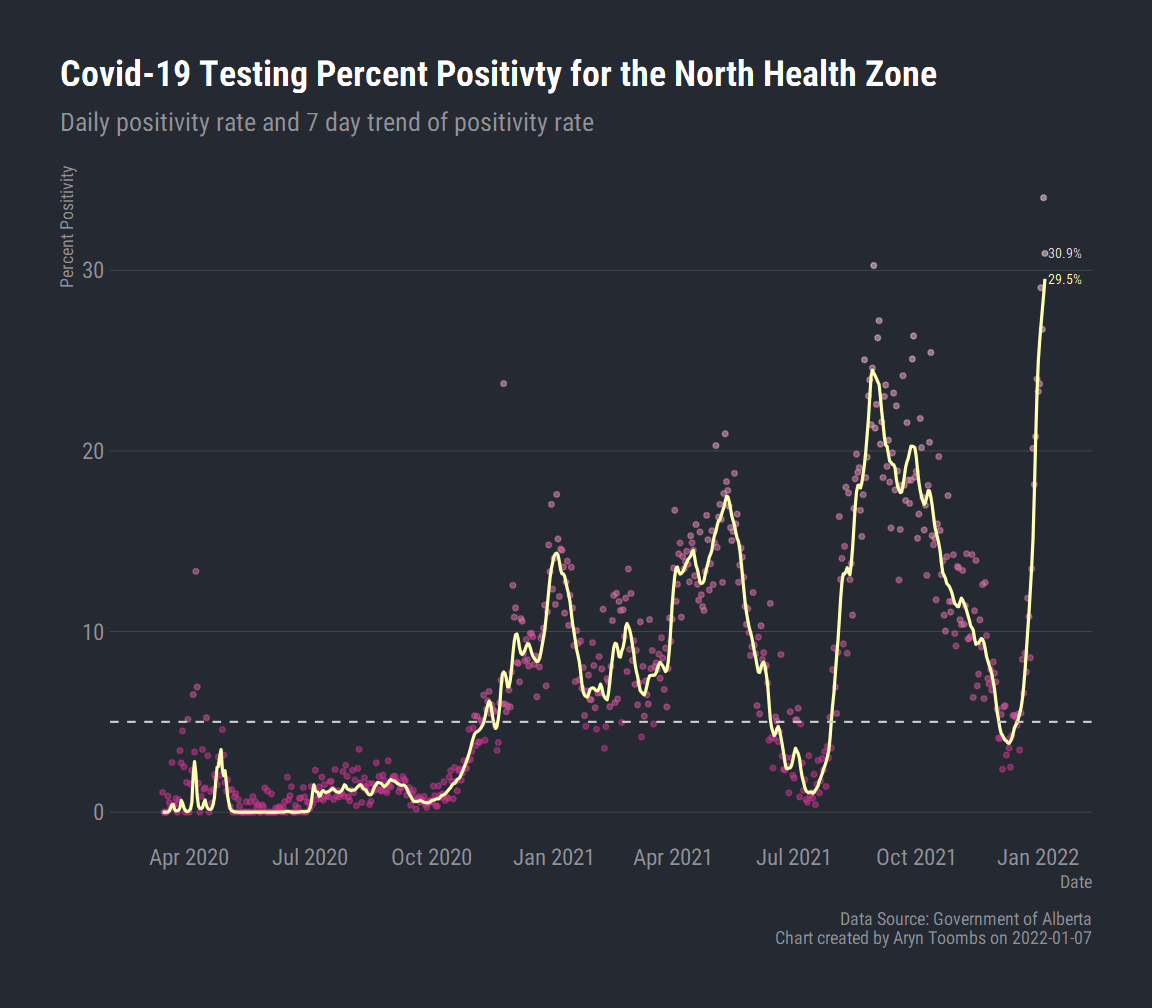 Covid-19 Testing Percent Positivty for the North Health Zone
Daily positivity rate and 7 day trend of positivity rate
Percent Positivity
30
20
10
0
30.9%
29.5%
Apr 2020 Jul 2020 Oct 2020 Jan 2021 Apr 2021 Jul 2021 Oct 2021 Jan 2022
Date
Data Source: Government of Alberta
Chart created by Aryn Toombs on 2022-01-07